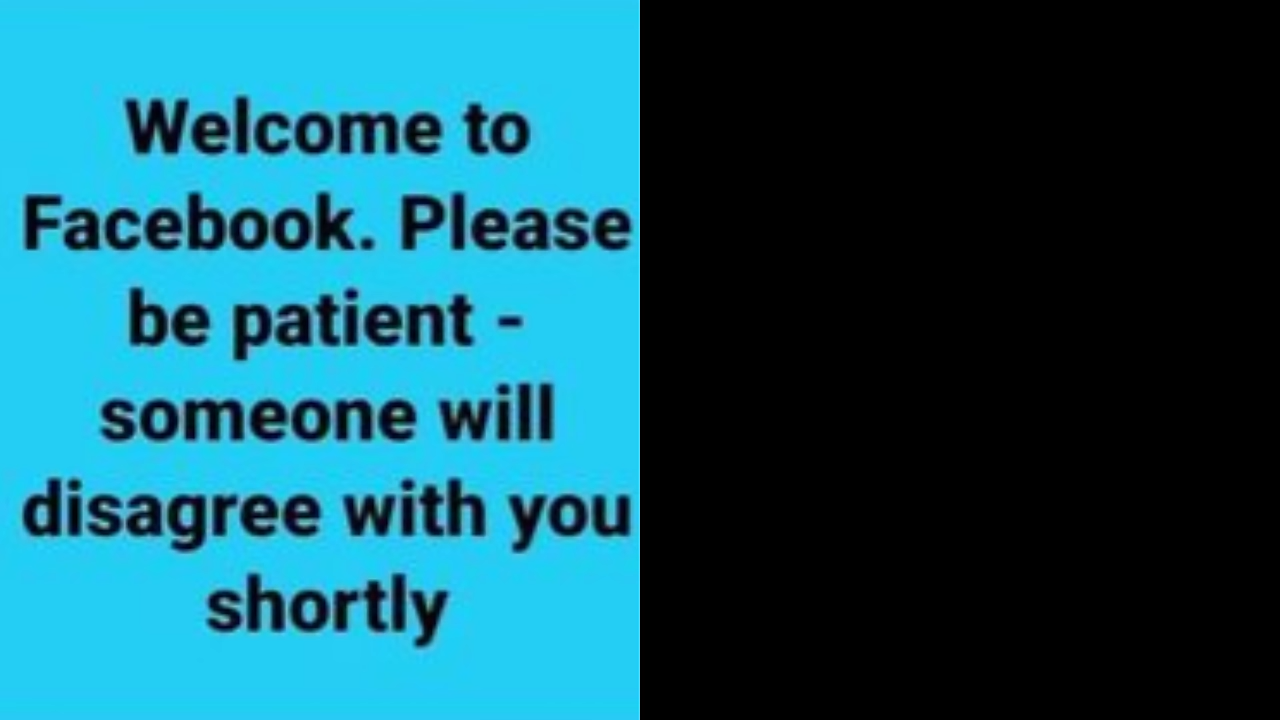 Welcome to
Facebook. Please
be patient -
someone will
disagree with you
shortly